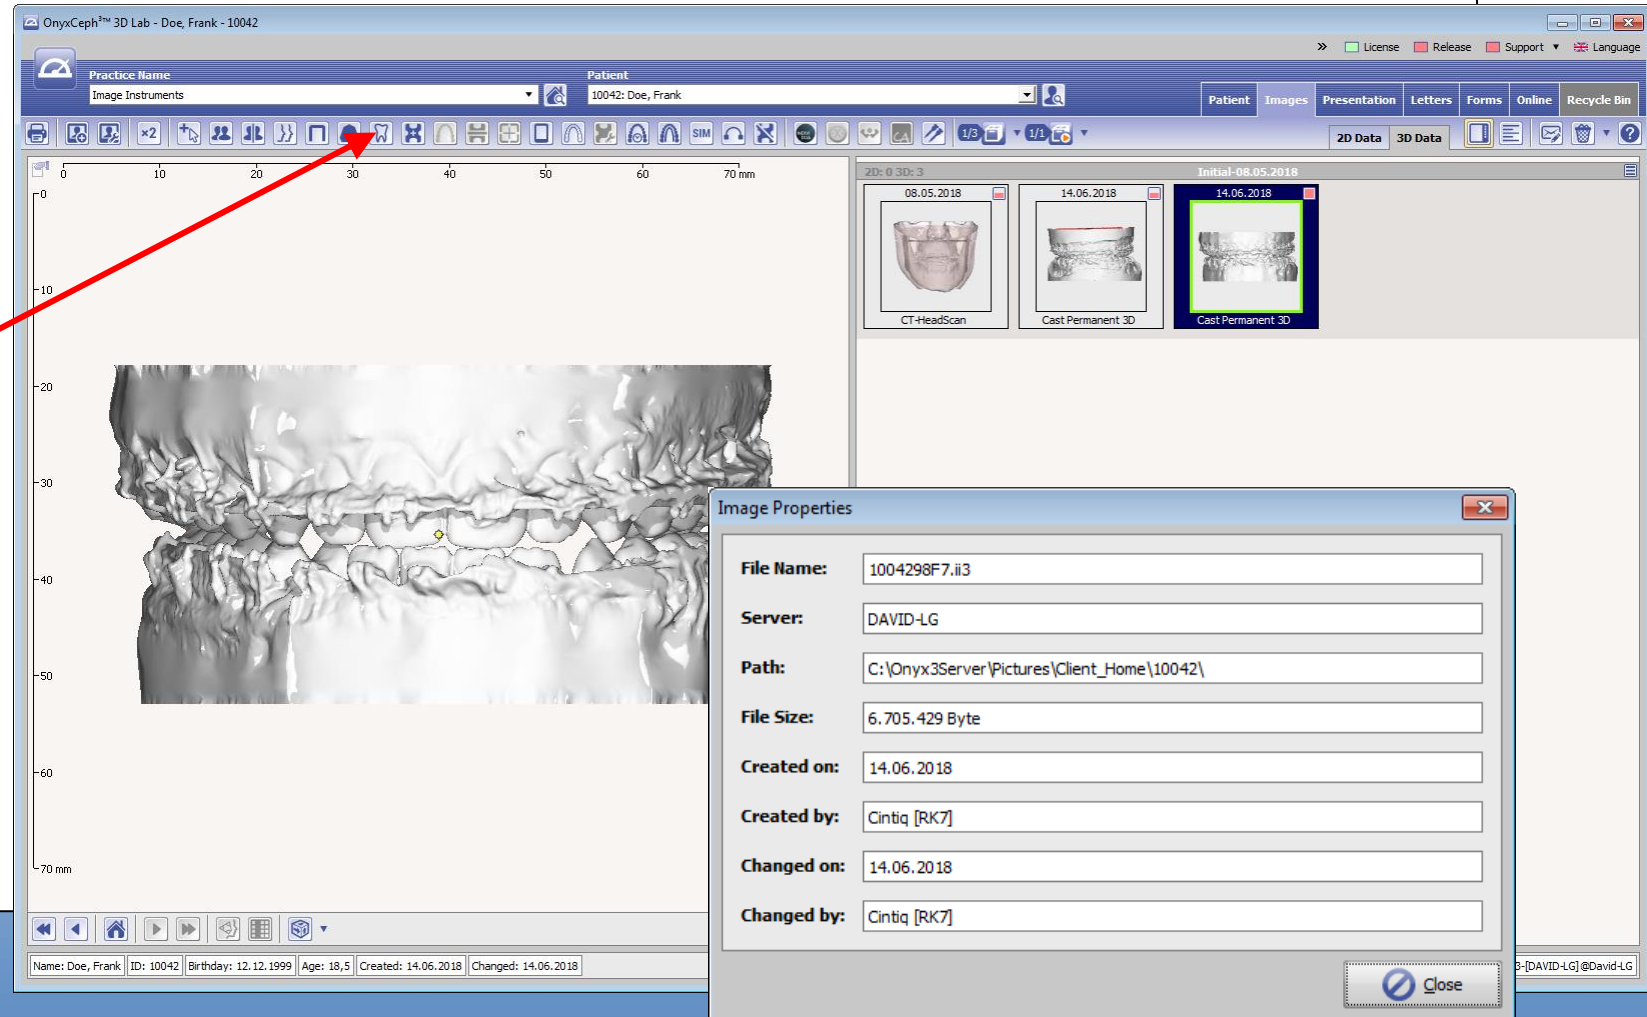 OnyxCeph³™ 3D Lab - Doe, Frank - 10042
» License Release Support ▼ Language
Practice Name Patient
Image Instruments 10042: Doe, Frank
Patient Images Presentation Letters Forms Online Recycle Bin
×2 SIM CA 1/3 1/1
2D Data 3D Data
0 10 20 30 40 50 60 70 mm
2D: 0 3D: 3 Initial-08.05.2018
08.05.2018 14.06.2018 14.06.2018
CT-HeadScan Cast Permanent 3D Cast Permanent 3D
0
10
20
30
40
50
60
70 mm
Image Properties
File Name: 1004298F7.ii3
Server: DAVID-LG
Path: C:\Onyx3Server\Pictures\Client_Home\10042\
File Size: 6.705.429 Byte
Created on: 14.06.2018
Created by: Cintiq [RK7]
Changed on: 14.06.2018
Changed by: Cintiq [RK7]
Close
Name: Doe, Frank ID: 10042 Birthday: 12.12.1999 Age: 18,5 Created: 14.06.2018 Changed: 14.06.2018 3-[DAVID-LG]@David-LG